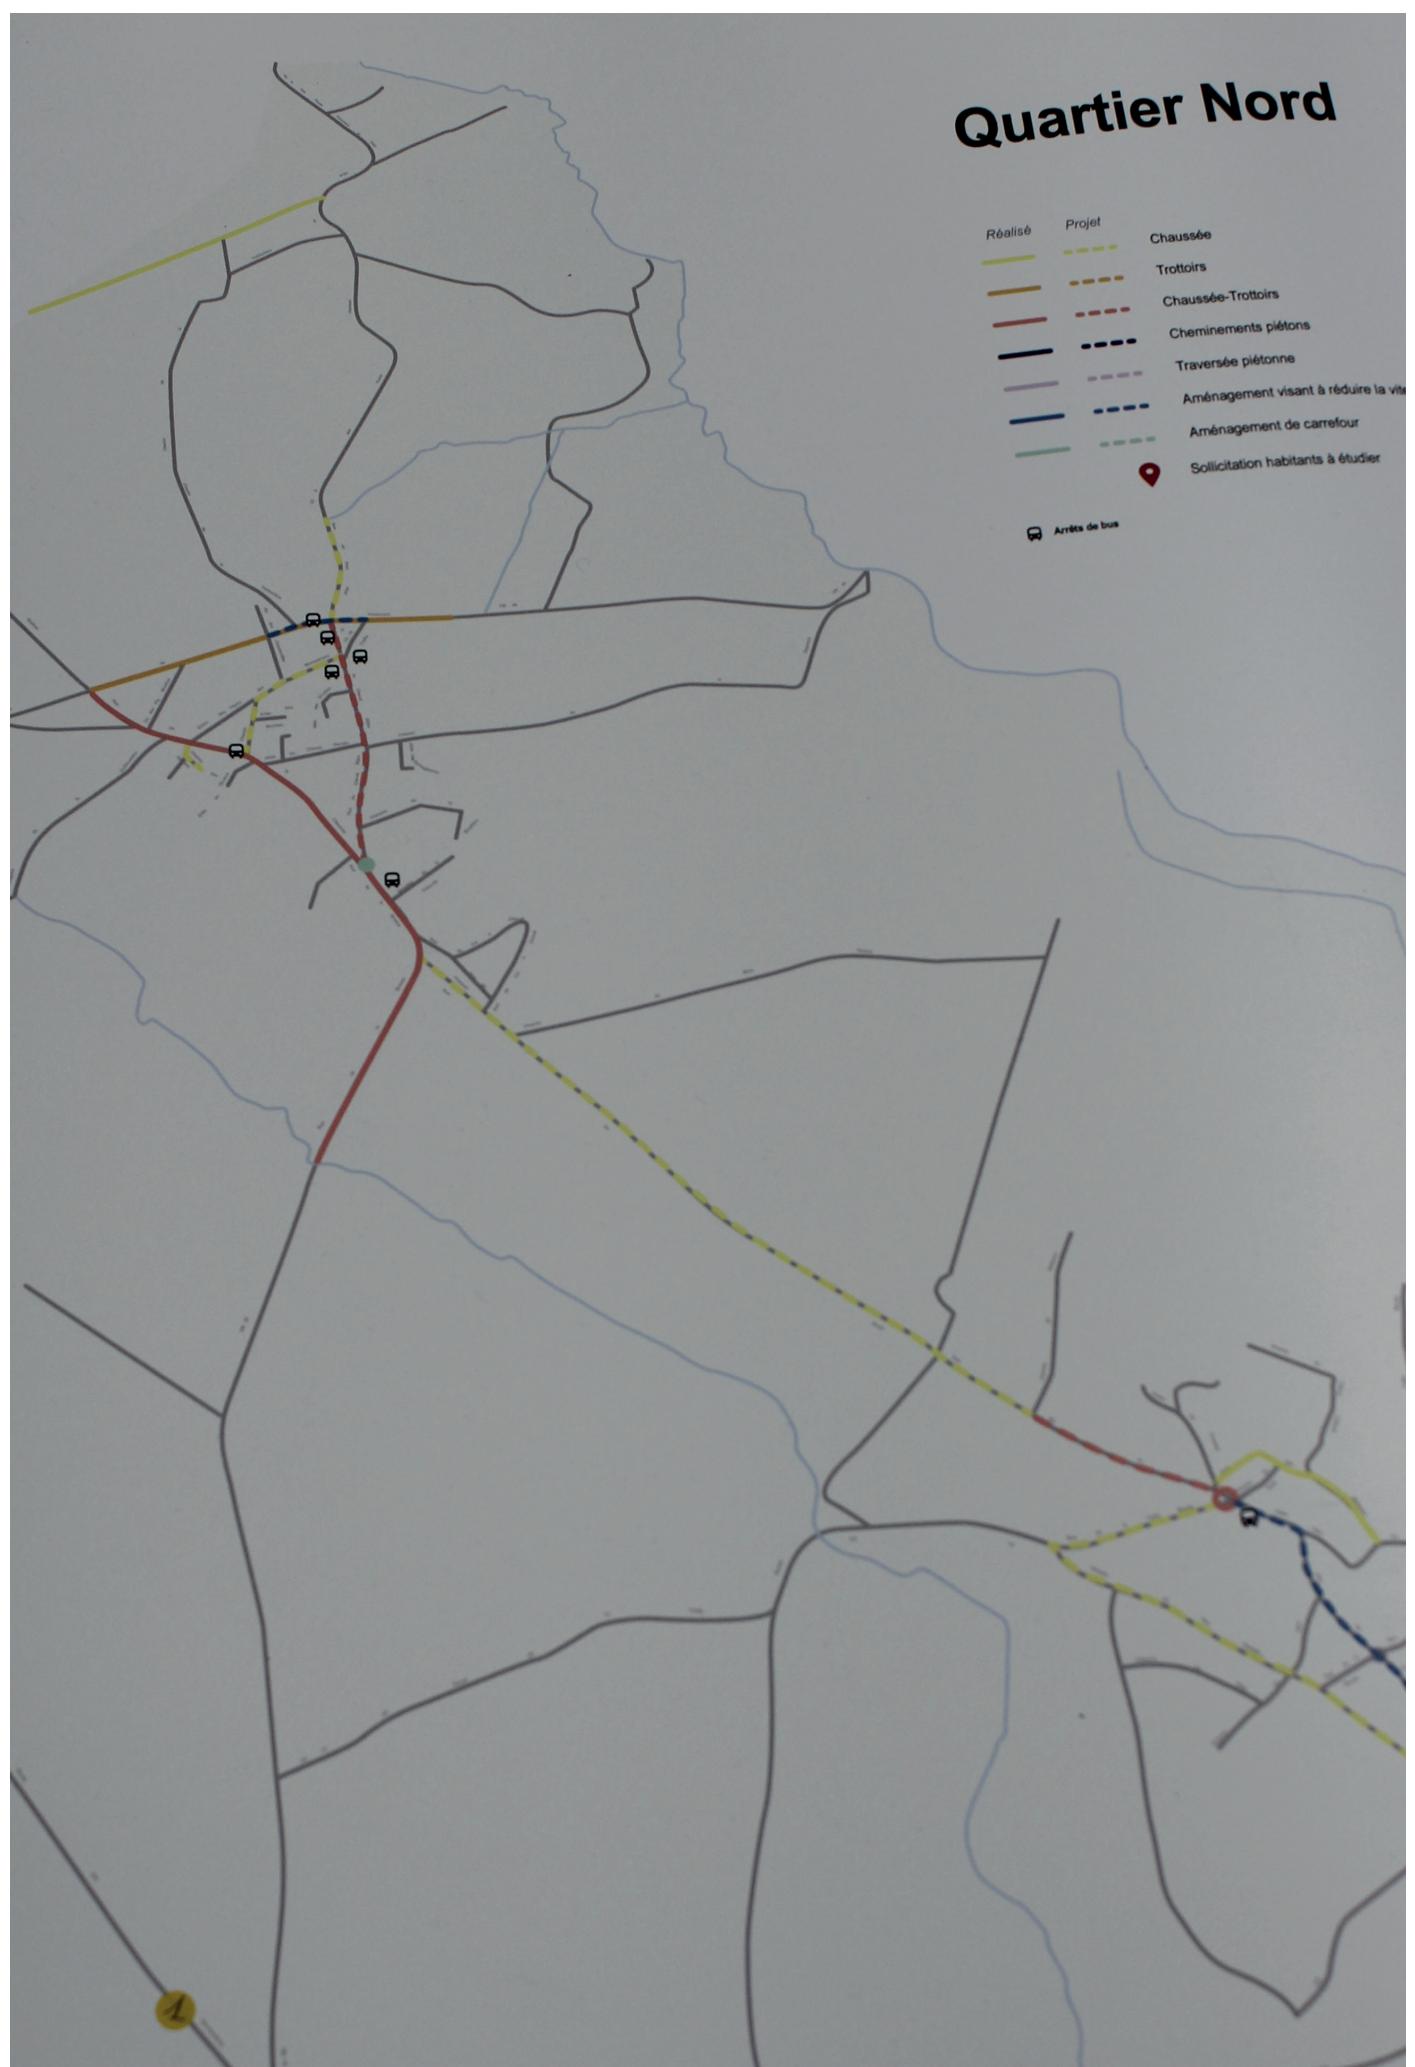 Quartier Nord
Réalisé Projet
Chaussée
Trottoirs
Chaussée-Trottoirs
Cheminements piétons
Traversée piétonne
Aménagement visant à réduire la vite
Aménagement de carrefour
Sollicitation habitants à étudier
Arrêts de bus
1